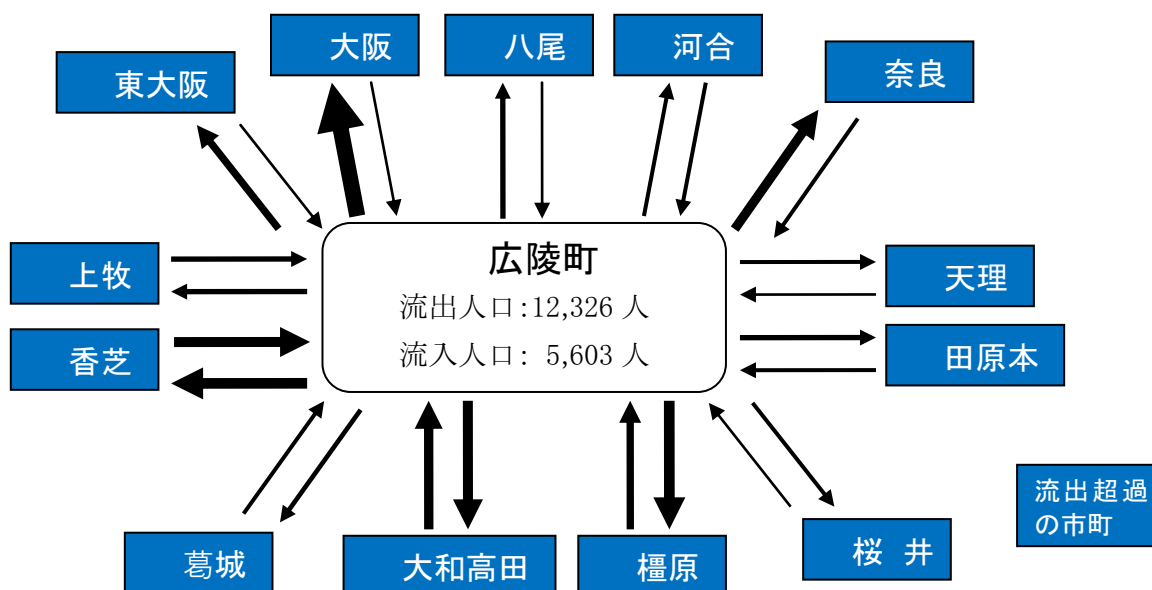 大阪
八尾
河合
奈良
東大阪
広陵町
流出人口:12,326 人
流入人口: 5,603 人
上牧
天理
香芝
田原本
流出超過
の市町
葛城
大和高田
橿原
桜 井